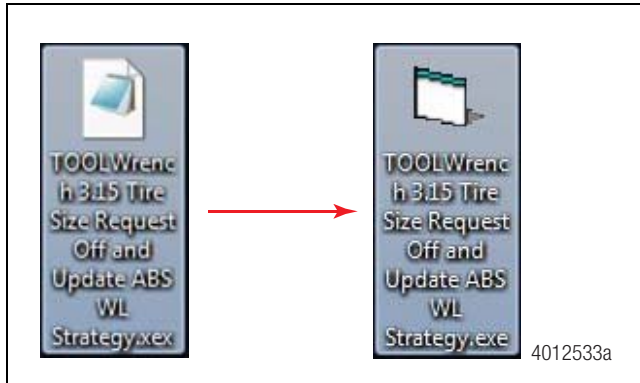 TOOLWrenc
h 3.15 Tire
Size Request
Off and
Update ABS
WL
Strategy.xex
TOOLWrenc
h 3.15 Tire
Size Request
Off and
Update ABS
WL
Strategy.exe
4012533a